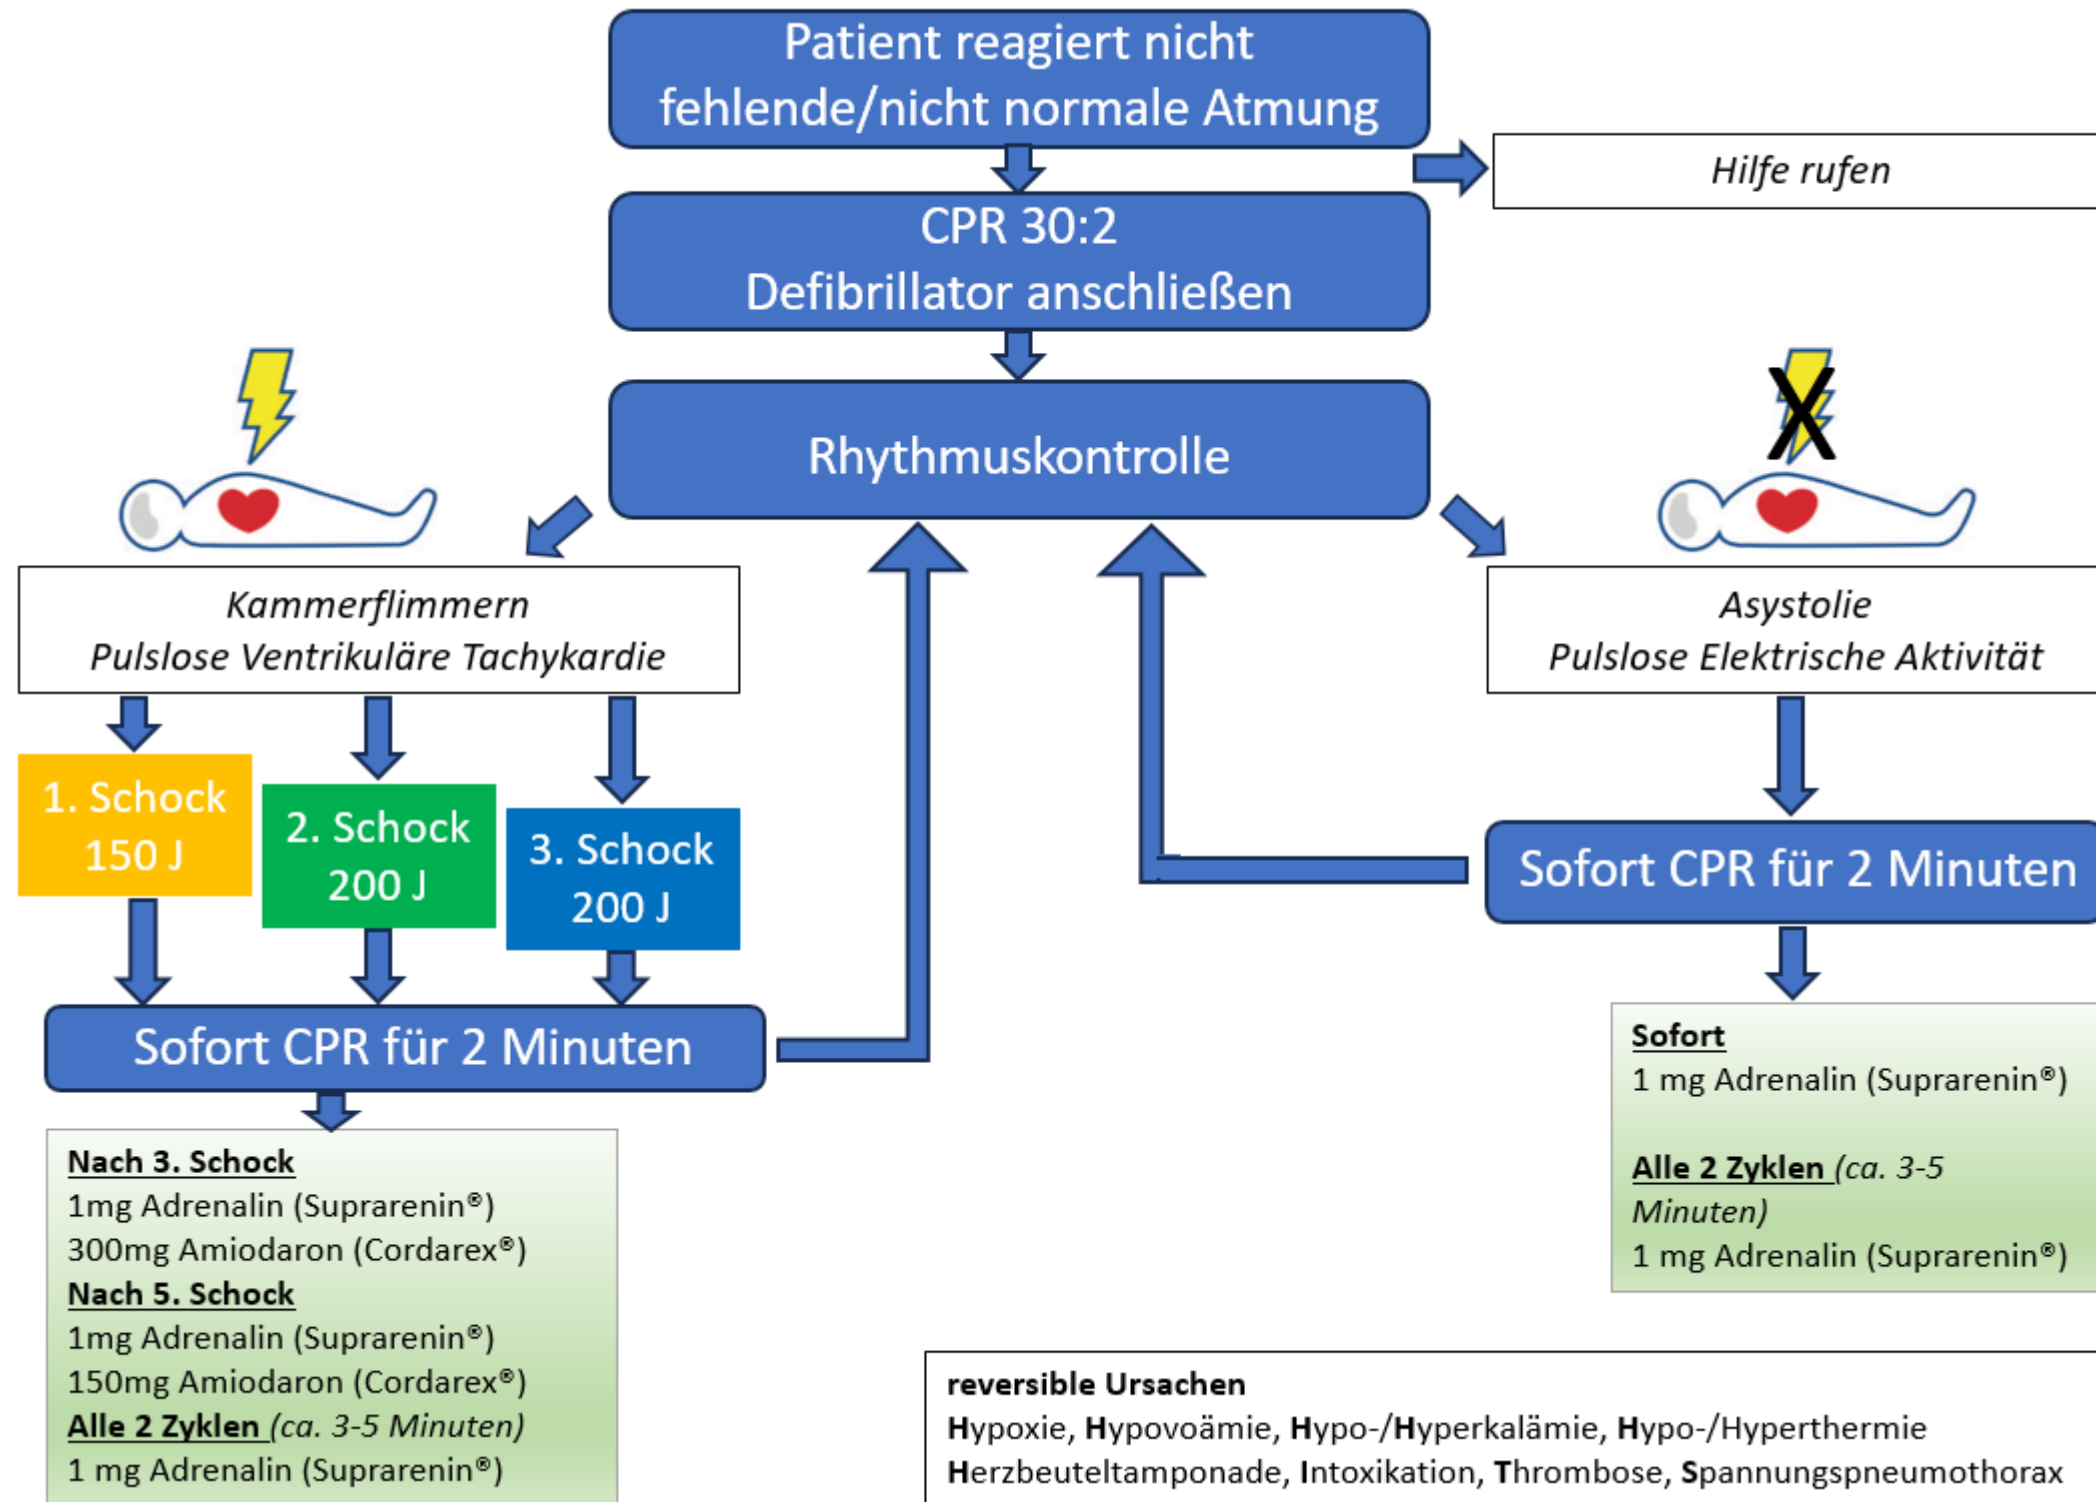 Patient reagiert nicht
fehlende/nicht normale Atmung
Hilfe rufen
CPR 30:2
Defibrillator anschließen
Rhythmuskontrolle
X
Kammerflimmern
Pulslose Ventrikuläre Tachykardie
Asystolie
Pulslose Elektrische Aktivität
1. Schock
150 J
2. Schock
200 J
3. Schock
200 J
Sofort CPR für 2 Minuten
Sofort CPR für 2 Minuten
Nach 3. Schock
1mg Adrenalin (Suprarenin®)
300mg Amiodaron (Cordarex®)
Nach 5. Schock
1mg Adrenalin (Suprarenin®)
150mg Amiodaron (Cordarex®)
Alle 2 Zyklen (ca. 3-5 Minuten)
1 mg Adrenalin (Suprarenin®)
Sofort
1 mg Adrenalin (Suprarenin®)
Alle 2 Zyklen (ca. 3-5
Minuten)
1 mg Adrenalin (Suprarenin®)
reversible Ursachen
Hypoxie, Hypovoämie, Hypo-/Hyperkalämie, Hypo-/Hyperthermie
Herzbeuteltamponade, Intoxikation, Thrombose, Spannungspneumothorax